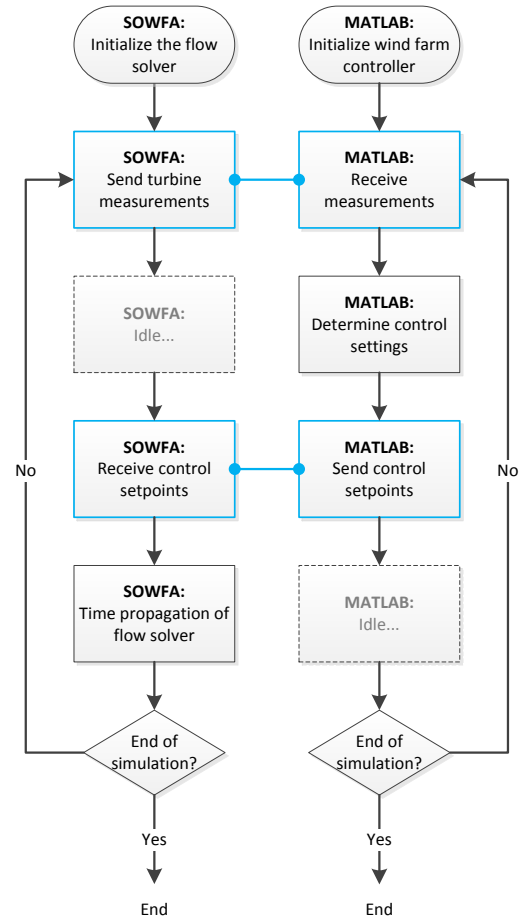 SOWFA:
Initialize the flow
solver
MATLAB:
Initialize wind farm
controller
SOWFA:
Send turbine
measurements
MATLAB:
Receive
measurements
SOWFA:
Idle...
MATLAB:
Determine control
settings
SOWFA:
Receive control
setpoints
MATLAB:
Send control
setpoints
No
No
SOWFA:
Time propagation of
flow solver
MATLAB:
Idle...
End of
simulation?
End of
simulation?
Yes
Yes
End
End